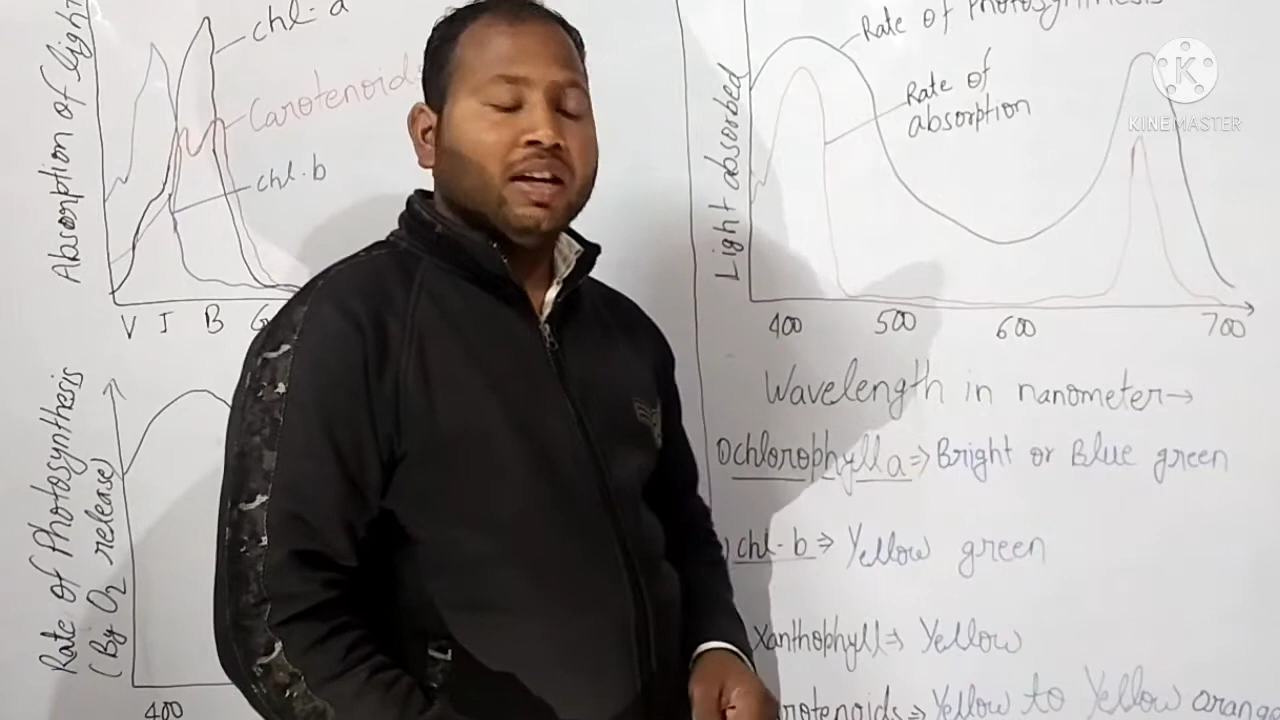 chl-a
Carotenoids
chl.b
Absorption of light
V I B G
Rate of Photosynthesis
(By O2 release)
400
Rate of Photosynthesis
Rate of
absorption
Light absorbed
400 500 600 700
Wavelength in nanometer→
chlorophyll a⇒ Bright or Blue green
chl-b⇒ Yellow green
Xanthophyll⇒ Yellow
rotenoids⇒ Yellow to Yellow orang
KINEMASTER